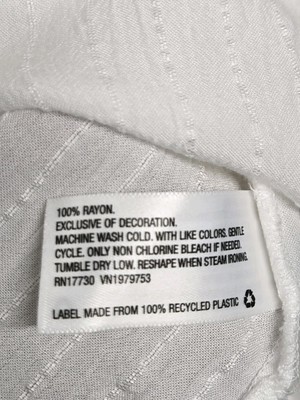 100% RAYON.
EXCLUSIVE OF DECORATION.
MACHINE WASH COLD. WITH LIKE COLORS. GENTLE
CYCLE. ONLY NON CHLORINE BLEACH IF NEEDED.
TUMBLE DRY LOW. RESHAPE WHEN STEAM IRONING.
RN17730 VN1979753
LABEL MADE FROM 100% RECYCLED PLASTIC